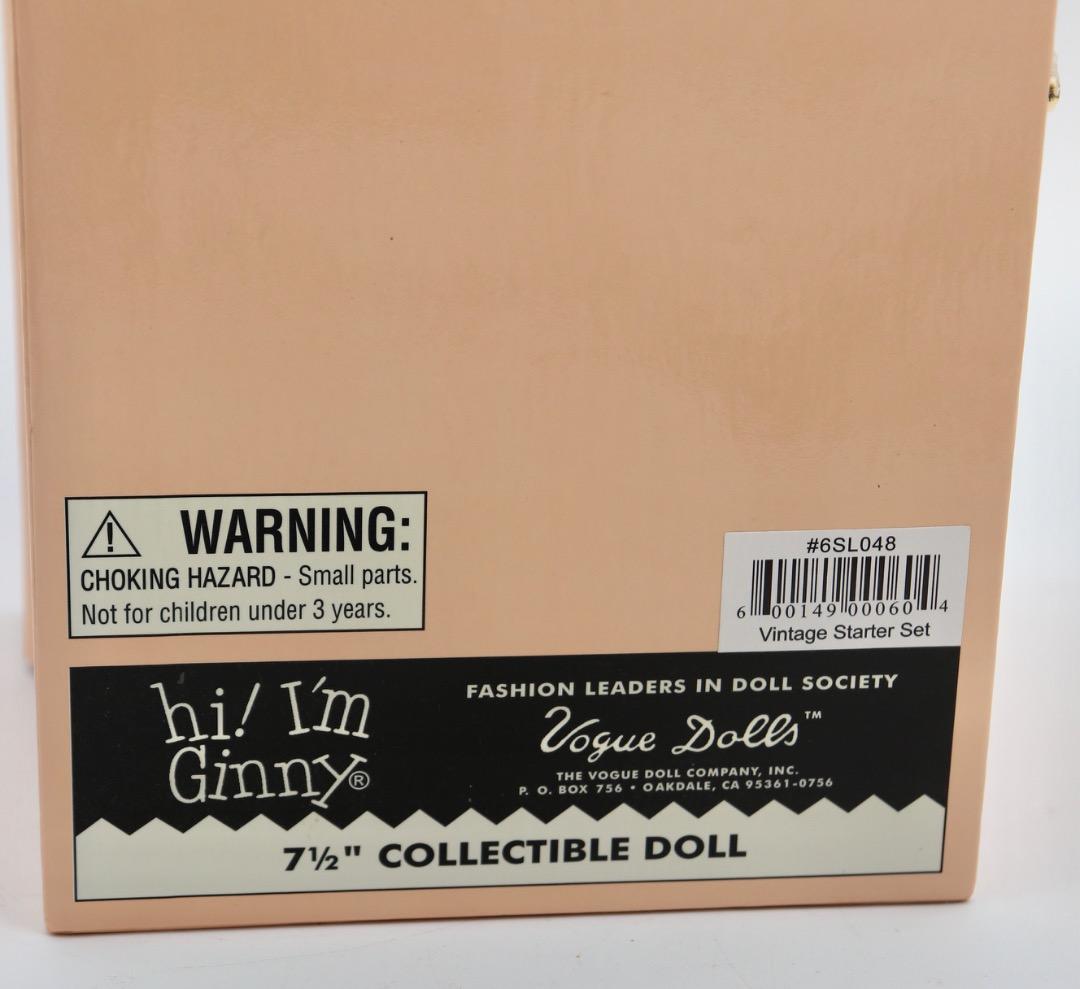 WARNING:
CHOKING HAZARD - Small parts.
Not for children under 3 years.
#6SL048
6 00149 00060 4
Vintage Starter Set
hi! I'm
Ginny®
FASHION LEADERS IN DOLL SOCIETY
Vogue Dolls™
THE VOGUE DOLL COMPANY, INC.
P. O. BOX 756 • OAKDALE, CA 95361-0756
7½" COLLECTIBLE DOLL